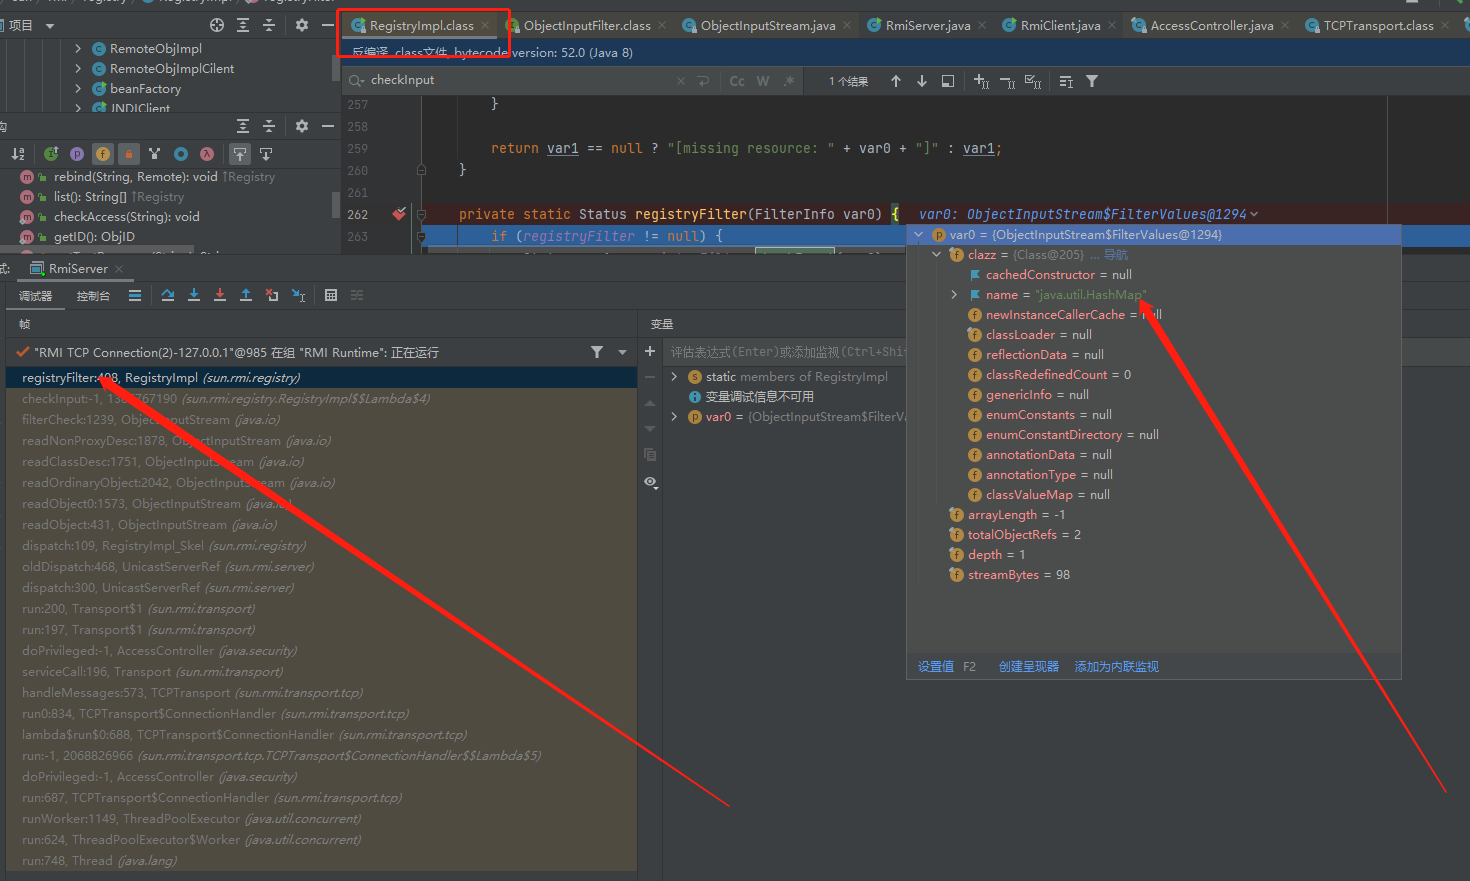 项目
RemoteObjImpl
RemoteObjImplCilent
beanFactory
JNDIClient
RegistryImpl.class
ObjectInputFilter.class
ObjectInputStream.java
RmiServer.java
RmiClient.java
AccessController.java
TCPTransport.class
反编译 .class文件, bytecode version: 52.0 (Java 8)
checkInput
Cc W .*
1 个结果
257 }
258
259 return var1 == null ? "[missing resource: " + var0 + "]" : var1;
260 }
261
262 private static Status registryFilter(FilterInfo var0) { var0: ObjectInputStream$FilterValues@1294
263 if (registryFilter != null) {
构
rebind(String, Remote): void ↑Registry
list(): String[] ↑Registry
checkAccess(String): void
getID(): ObjID
试: RmiServer
调试器 控制台
帧
"RMI TCP Connection(2)-127.0.0.1"@985 在组 "RMI Runtime": 正在运行
registryFilter:408, RegistryImpl (sun.rmi.registry)
checkInput:-1, 767190 (sun.rmi.registry.RegistryImpl$$Lambda$4)
filterCheck:1239, ObjectInputStream (java.io)
readNonProxyDesc:1878, ObjectInputStream (java.io)
readClassDesc:1751, ObjectInputStream (java.io)
readOrdinaryObject:2042, ObjectInputStream (java.io)
readObject0:1573, ObjectInputStream (java.io)
readObject:431, ObjectInputStream (java.io)
dispatch:109, RegistryImpl_Skel (sun.rmi.registry)
oldDispatch:468, UnicastServerRef (sun.rmi.server)
dispatch:300, UnicastServerRef (sun.rmi.server)
run:200, Transport$1 (sun.rmi.transport)
run:197, Transport$1 (sun.rmi.transport)
doPrivileged:-1, AccessController (java.security)
serviceCall:196, Transport (sun.rmi.transport)
handleMessages:573, TCPTransport (sun.rmi.transport.tcp)
run0:834, TCPTransport$ConnectionHandler (sun.rmi.transport.tcp)
lambda$run$0:688, TCPTransport$ConnectionHandler (sun.rmi.transport.tcp)
run:-1, 2068826966 (sun.rmi.transport.tcp.TCPTransport$ConnectionHandler$$Lambda$5)
doPrivileged:-1, AccessController (java.security)
run:687, TCPTransport$ConnectionHandler (sun.rmi.transport.tcp)
runWorker:1149, ThreadPoolExecutor (java.util.concurrent)
run:624, ThreadPoolExecutor$Worker (java.util.concurrent)
run:748, Thread (java.lang)
变量
评估表达式(Enter)或添加监视(Ctrl+Shi
static members of RegistryImpl
变量调试信息不可用
var0 = {ObjectInputStream$FilterVa
var0 = {ObjectInputStream$FilterValues@1294}
clazz = {Class@205} ... 导航
cachedConstructor = null
name = "java.util.HashMap"
newInstanceCallerCache = null
classLoader = null
reflectionData = null
classRedefinedCount = 0
genericInfo = null
enumConstants = null
enumConstantDirectory = null
annotationData = null
annotationType = null
classValueMap = null
arrayLength = -1
totalObjectRefs = 2
depth = 1
streamBytes = 98
设置值 F2 创建呈现器 添加为内联监视